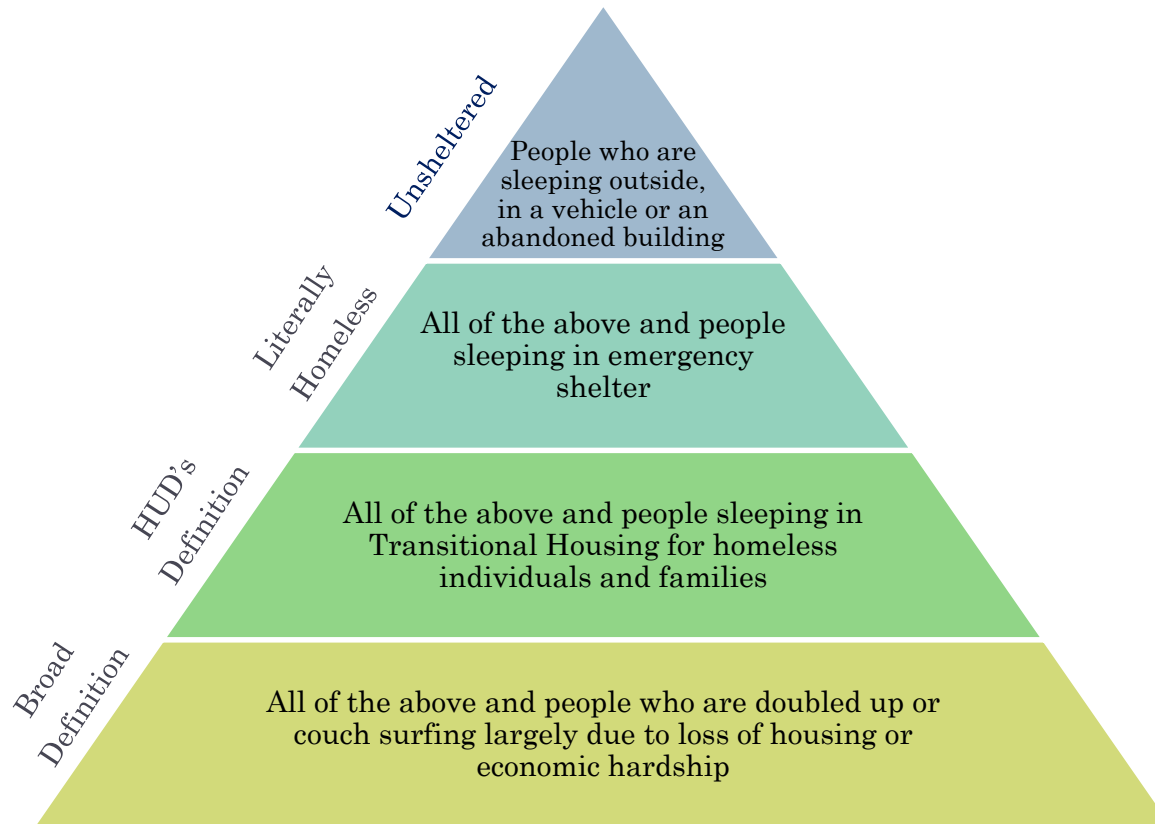 Unsheltered
People who are
sleeping outside,
in a vehicle or an
abandoned building
Literally
Homeless
All of the above and people
sleeping in emergency
shelter
HUD’s
Definition
All of the above and people sleeping in
Transitional Housing for homeless
individuals and families
Broad
Definition
All of the above and people who are doubled up or
couch surfing largely due to loss of housing or
economic hardship